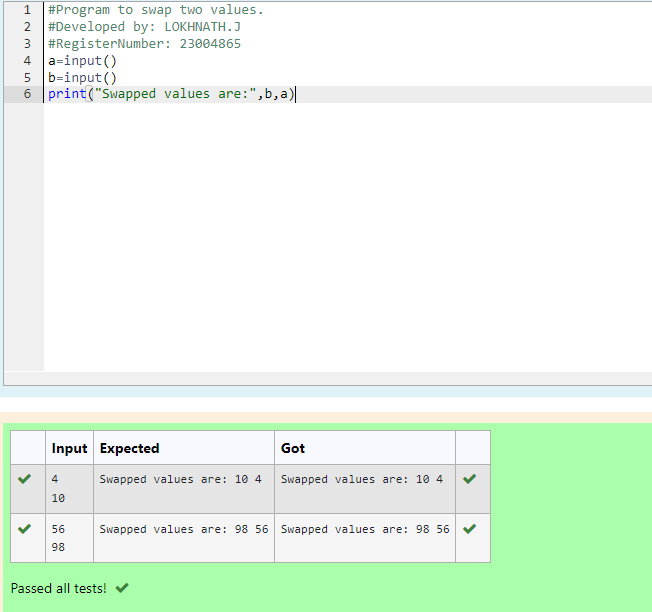 1 #Program to swap two values.
2 #Developed by: LOKHNATH.J
3 #RegisterNumber: 23004865
4 a=input()
5 b=input()
6 print("Swapped values are:",b,a)
Input Expected Got
4 Swapped values are: 10 4 Swapped values are: 10 4
10
56 Swapped values are: 98 56 Swapped values are: 98 56
98
Passed all tests!